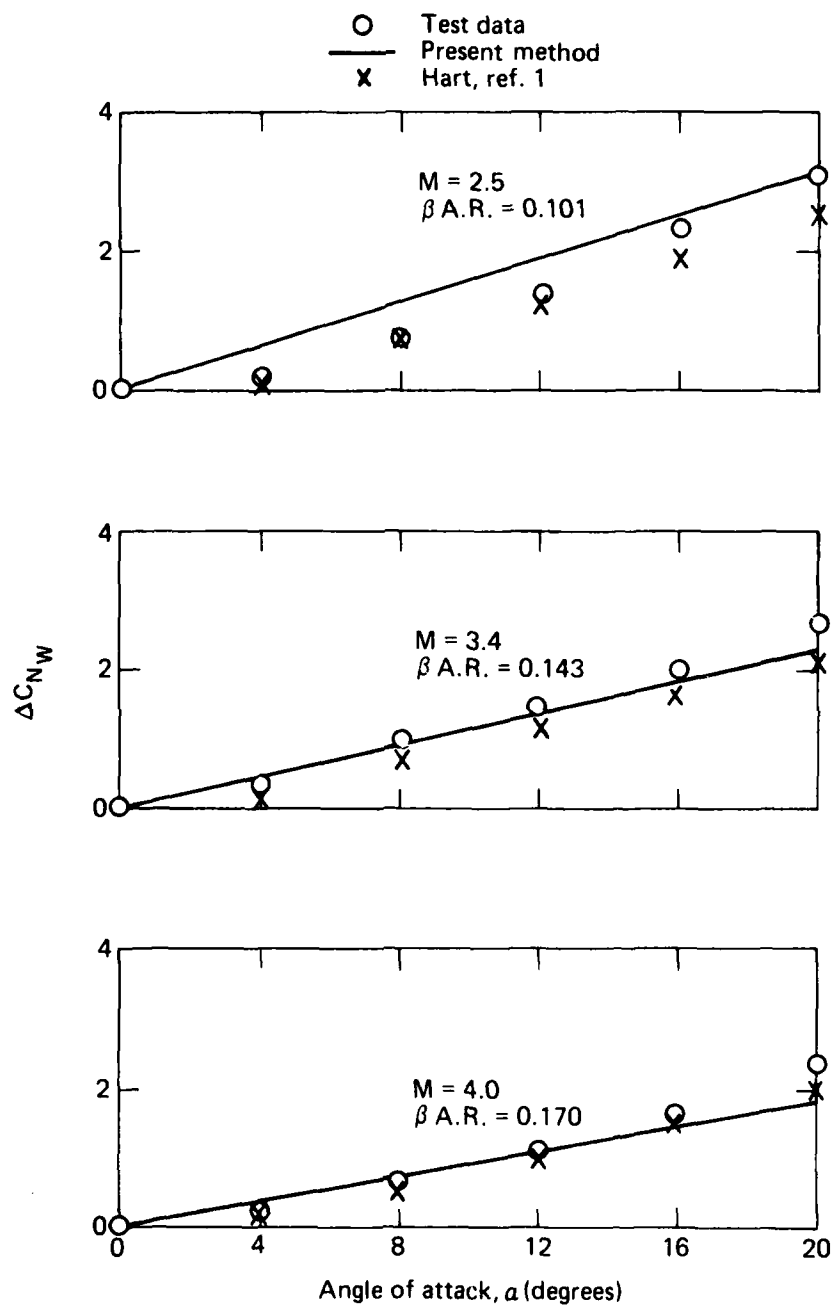 O Test data
Present method
X Hart, ref. 1
4
M = 2.5
β A.R. = 0.101
2
0
4
M = 3.4
β A.R. = 0.143
2
ΔC_{N_W}
0
4
M = 4.0
β A.R. = 0.170
2
0
0 4 8 12 16 20
Angle of attack, α (degrees)